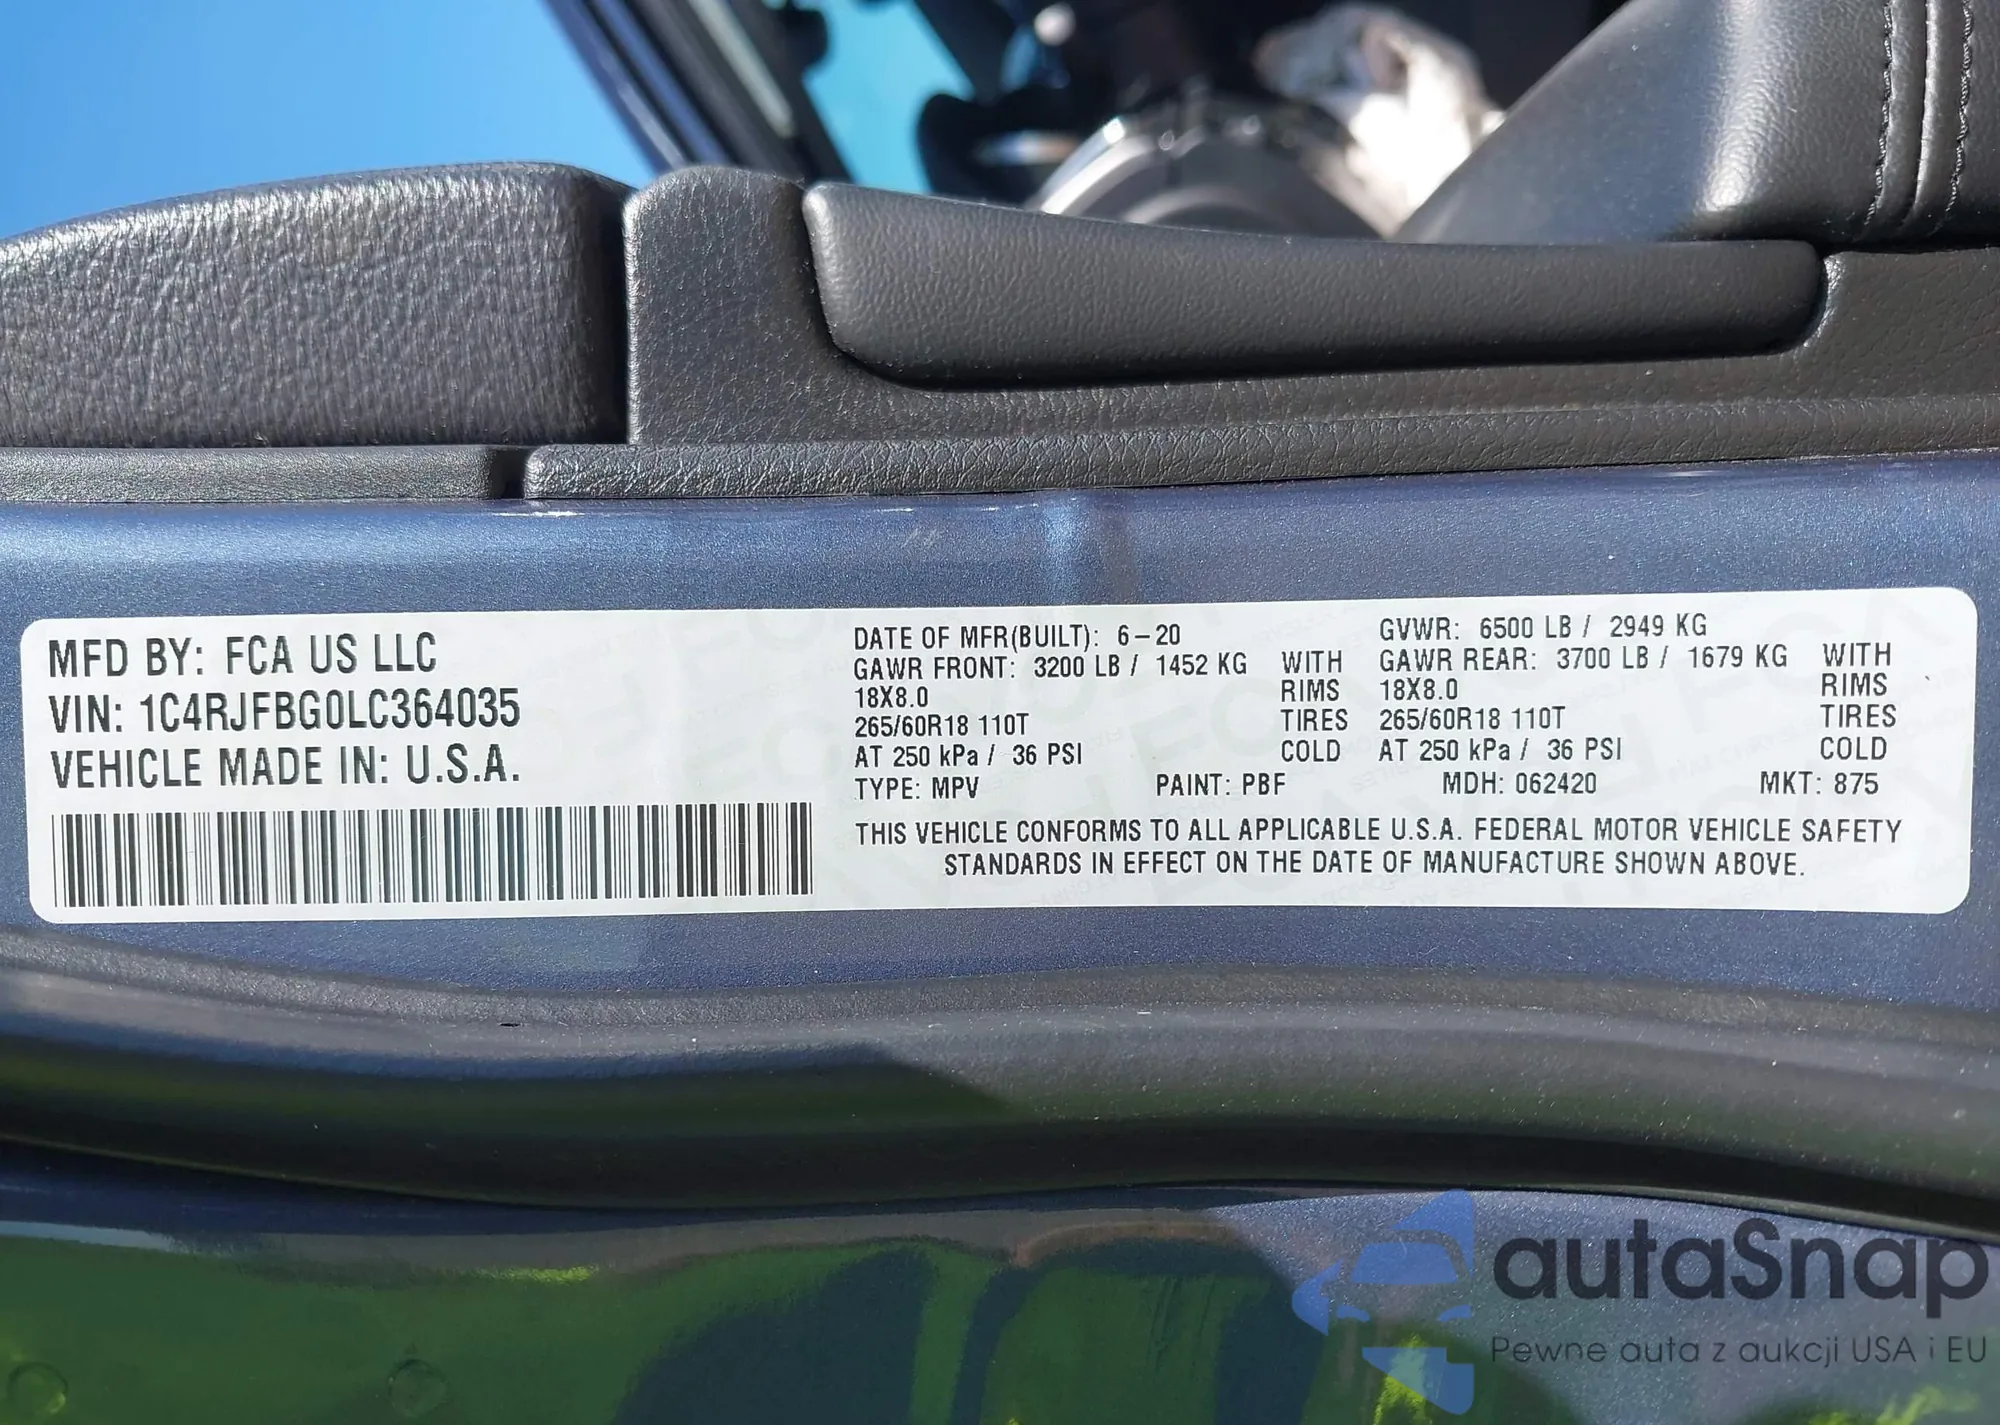 MFD BY: FCA US LLC
VIN: 1C4RJFBG0LC364035
VEHICLE MADE IN: U.S.A.
DATE OF MFR(BUILT): 6-20
GAWR FRONT: 3200 LB / 1452 KG WITH
18X8.0 RIMS
265/60R18 110T TIRES
AT 250 kPa / 36 PSI COLD
GVWR: 6500 LB / 2949 KG
GAWR REAR: 3700 LB / 1679 KG WITH
18X8.0 RIMS
265/60R18 110T TIRES
AT 250 kPa / 36 PSI COLD
TYPE: MPV PAINT: PBF MDH: 062420 MKT: 875
THIS VEHICLE CONFORMS TO ALL APPLICABLE U.S.A. FEDERAL MOTOR VEHICLE SAFETY
STANDARDS IN EFFECT ON THE DATE OF MANUFACTURE SHOWN ABOVE.
autaSnap
Pewne auta z aukcji USA i EU